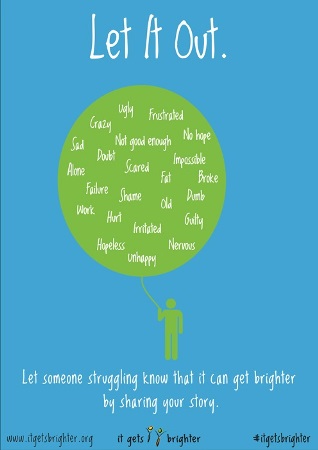 Let It Out.
Ugly
Frustrated
Crazy
No hope
Not good enough
Sad
Doubt
Impossible
Scared
Alone
Fat
Broke
Failure
Shame
Dumb
Old
Work
Hurt
Guilty
Irritated
Hopeless
Nervous
Unhappy
Let someone struggling know that it can get brighter
by sharing your story.
www.itgetsbrighter.org
it gets brighter
#itgetsbrighter